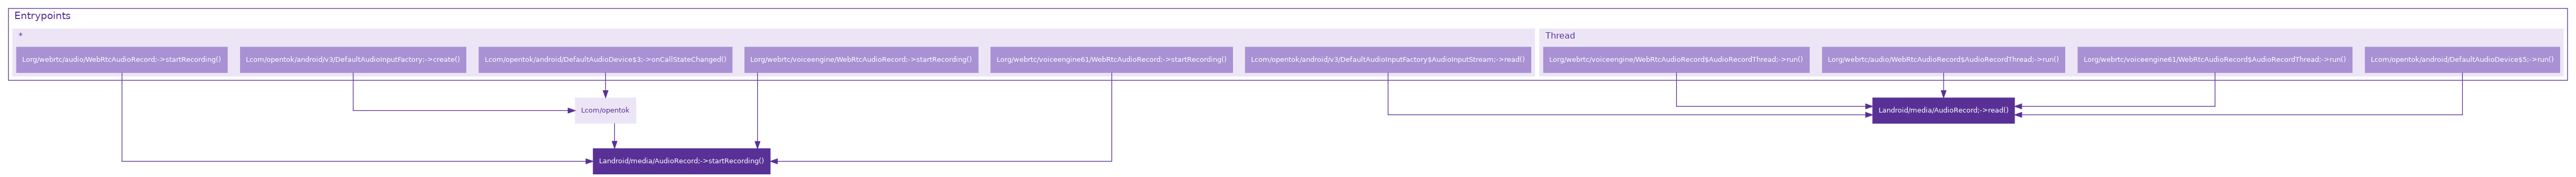 Entrypoints
*
Thread
Lorg/webrtc/audio/WebRtcAudioRecord;->startRecording()
Lcom/opentok/android/v3/DefaultAudioInputFactory;->create()
Lcom/opentok/android/DefaultAudioDevice$3;->onCallStateChanged()
Lorg/webrtc/voiceengine/WebRtcAudioRecord;->startRecording()
Lorg/webrtc/voiceengine61/WebRtcAudioRecord;->startRecording()
Lcom/opentok/android/v3/DefaultAudioInputFactory$AudioInputStream;->read()
Lorg/webrtc/voiceengine/WebRtcAudioRecord$AudioRecordThread;->run()
Lorg/webrtc/audio/WebRtcAudioRecord$AudioRecordThread;->run()
Lorg/webrtc/voiceengine61/WebRtcAudioRecord$AudioRecordThread;->run()
Lcom/opentok/android/DefaultAudioDevice$5;->run()
Lcom/opentok
Landroid/media/AudioRecord;->read()
Landroid/media/AudioRecord;->startRecording()